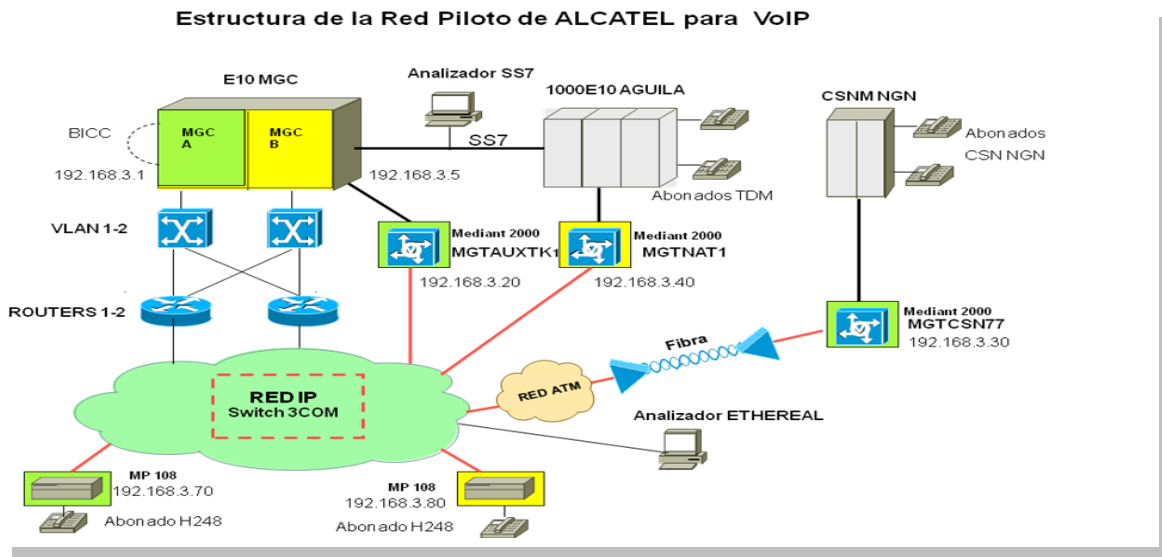 Estructura de la Red Piloto de ALCATEL para VoIP
E10 MGC
Analizador SS7
1000E10 AGUILA
CSNM NGN
BICC
MGC
A
MGC
B
SS7
Abonados
CSN NGN
192.168.3.1
192.168.3.5
Abonados TDM
VLAN 1-2
Mediant 2000
MGTAUXTK1
192.168.3.20
Mediant 2000
MGTNAT1
192.168.3.40
ROUTERS 1-2
Mediant 2000
MGTCSN77
192.168.3.30
Fibra
RED IP
Switch 3COM
RED ATM
Analizador ETHEREAL
MP 108
192.168.3.70
Abonado H248
MP 108
192.168.3.80
Abonado H248